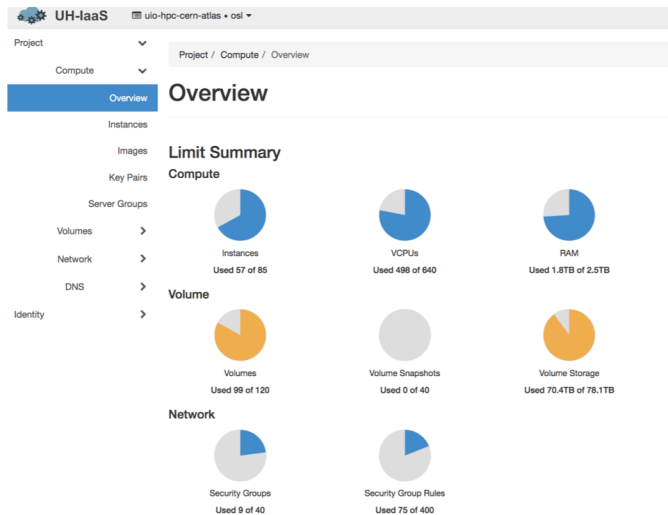 UH-IaaS
uio-hpc-cern-atlas • osl
Project
Compute
Overview
Instances
Images
Key Pairs
Server Groups
Volumes
Network
DNS
Identity
Project / Compute / Overview
Overview
Limit Summary
Compute
Instances
Used 57 of 85
VCPUs
Used 498 of 640
RAM
Used 1.8TB of 2.5TB
Volume
Volumes
Used 99 of 120
Volume Snapshots
Used 0 of 40
Volume Storage
Used 70.4TB of 78.1TB
Network
Security Groups
Used 9 of 40
Security Group Rules
Used 75 of 400